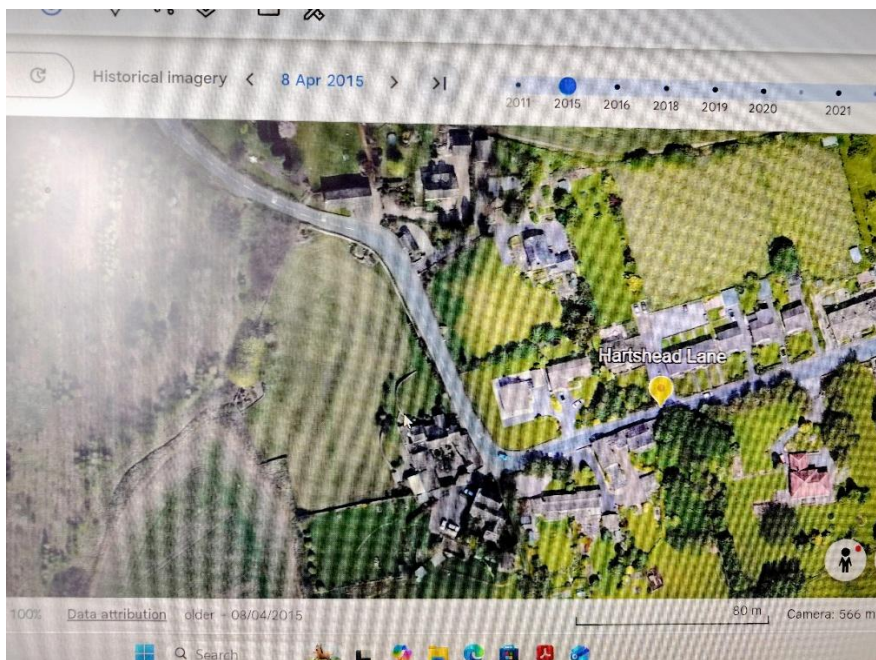 Historical imagery 8 Apr 2015
2011 2015 2016 2018 2019 2020 2021
Hartshead Lane
100% Data attribution older - 08/04/2015 80 m Camera: 566 m
Search